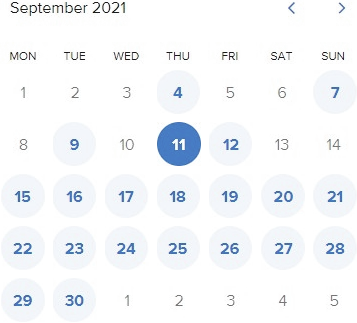 September 2021
MON TUE WED THU FRI SAT SUN
1 2 3 4 5 6 7
8 9 10 11 12 13 14
15 16 17 18 19 20 21
22 23 24 25 26 27 28
29 30 1 2 3 4 5